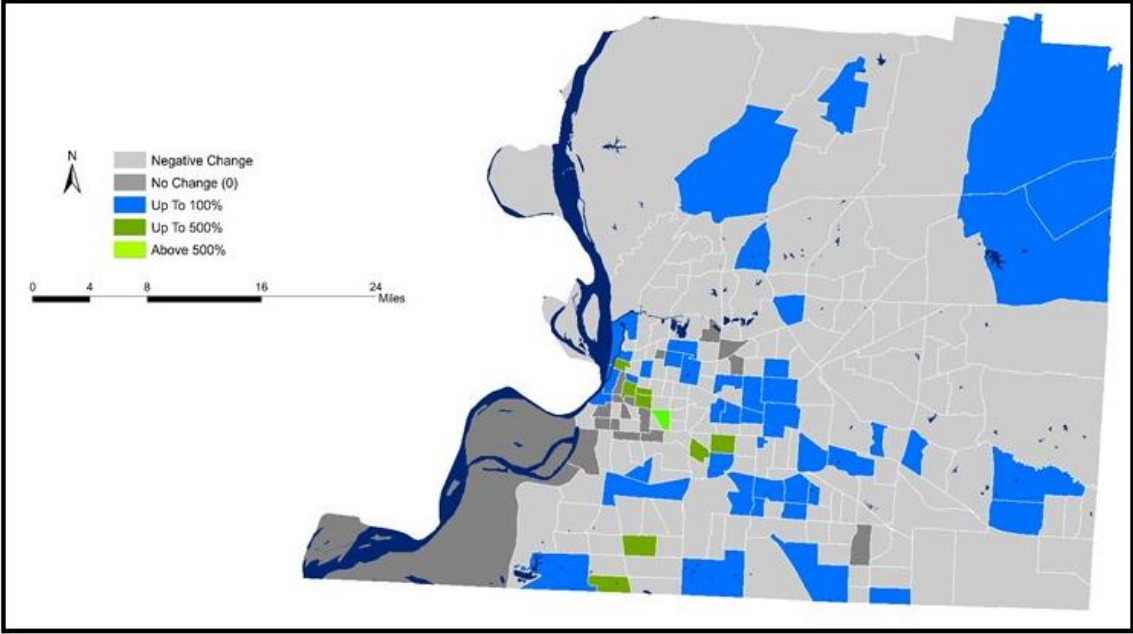 N
Negative Change
No Change (0)
Up To 100%
Up To 500%
Above 500%
0 4 8 16 24
Miles